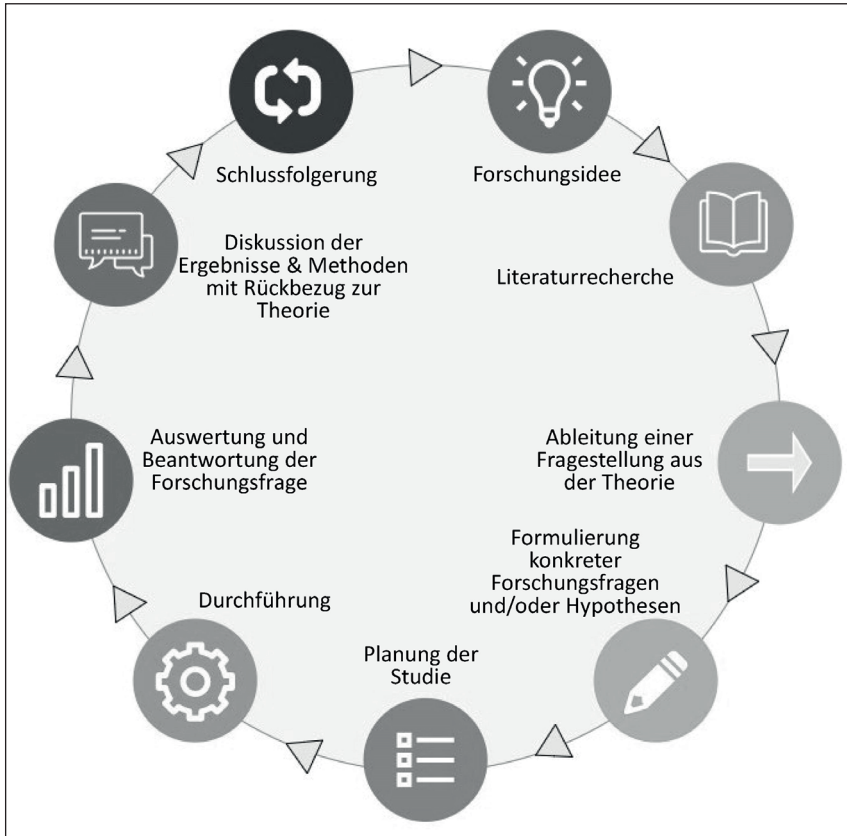 Schlussfolgerung
Forschungsidee
Literaturrecherche
Ableitung einer
Fragestellung aus
der Theorie
Formulierung
konkreter
Forschungsfragen
und/oder Hypothesen
Planung der
Studie
Durchführung
Auswertung und
Beantwortung der
Forschungsfrage
Diskussion der
Ergebnisse & Methoden
mit Rückbezug zur
Theorie